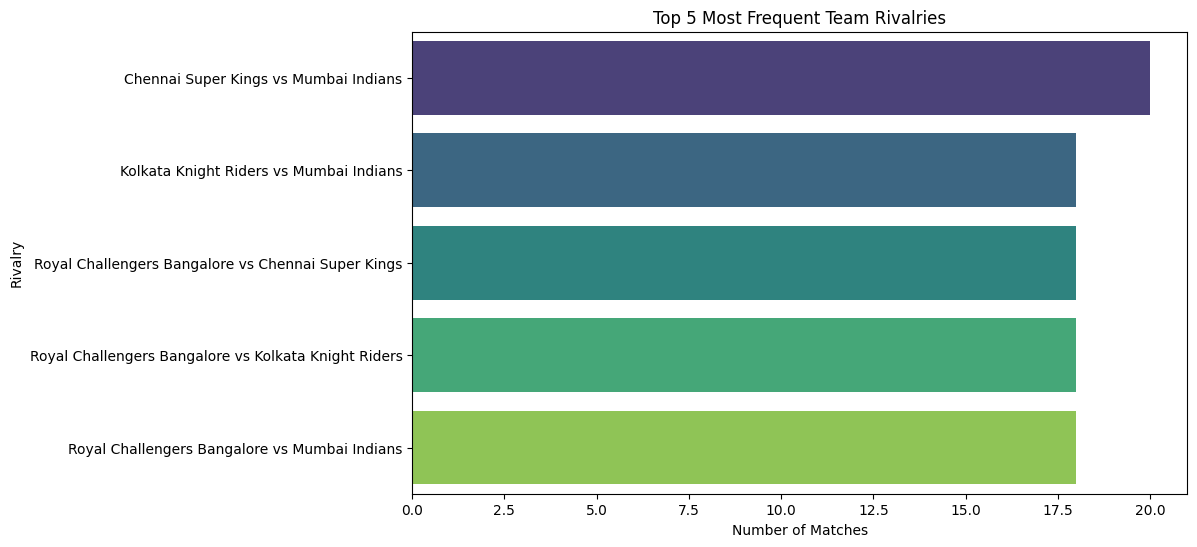 Top 5 Most Frequent Team Rivalries
Rivalry
Chennai Super Kings vs Mumbai Indians
Kolkata Knight Riders vs Mumbai Indians
Royal Challengers Bangalore vs Chennai Super Kings
Royal Challengers Bangalore vs Kolkata Knight Riders
Royal Challengers Bangalore vs Mumbai Indians
0.0 2.5 5.0 7.5 10.0 12.5 15.0 17.5 20.0
Number of Matches